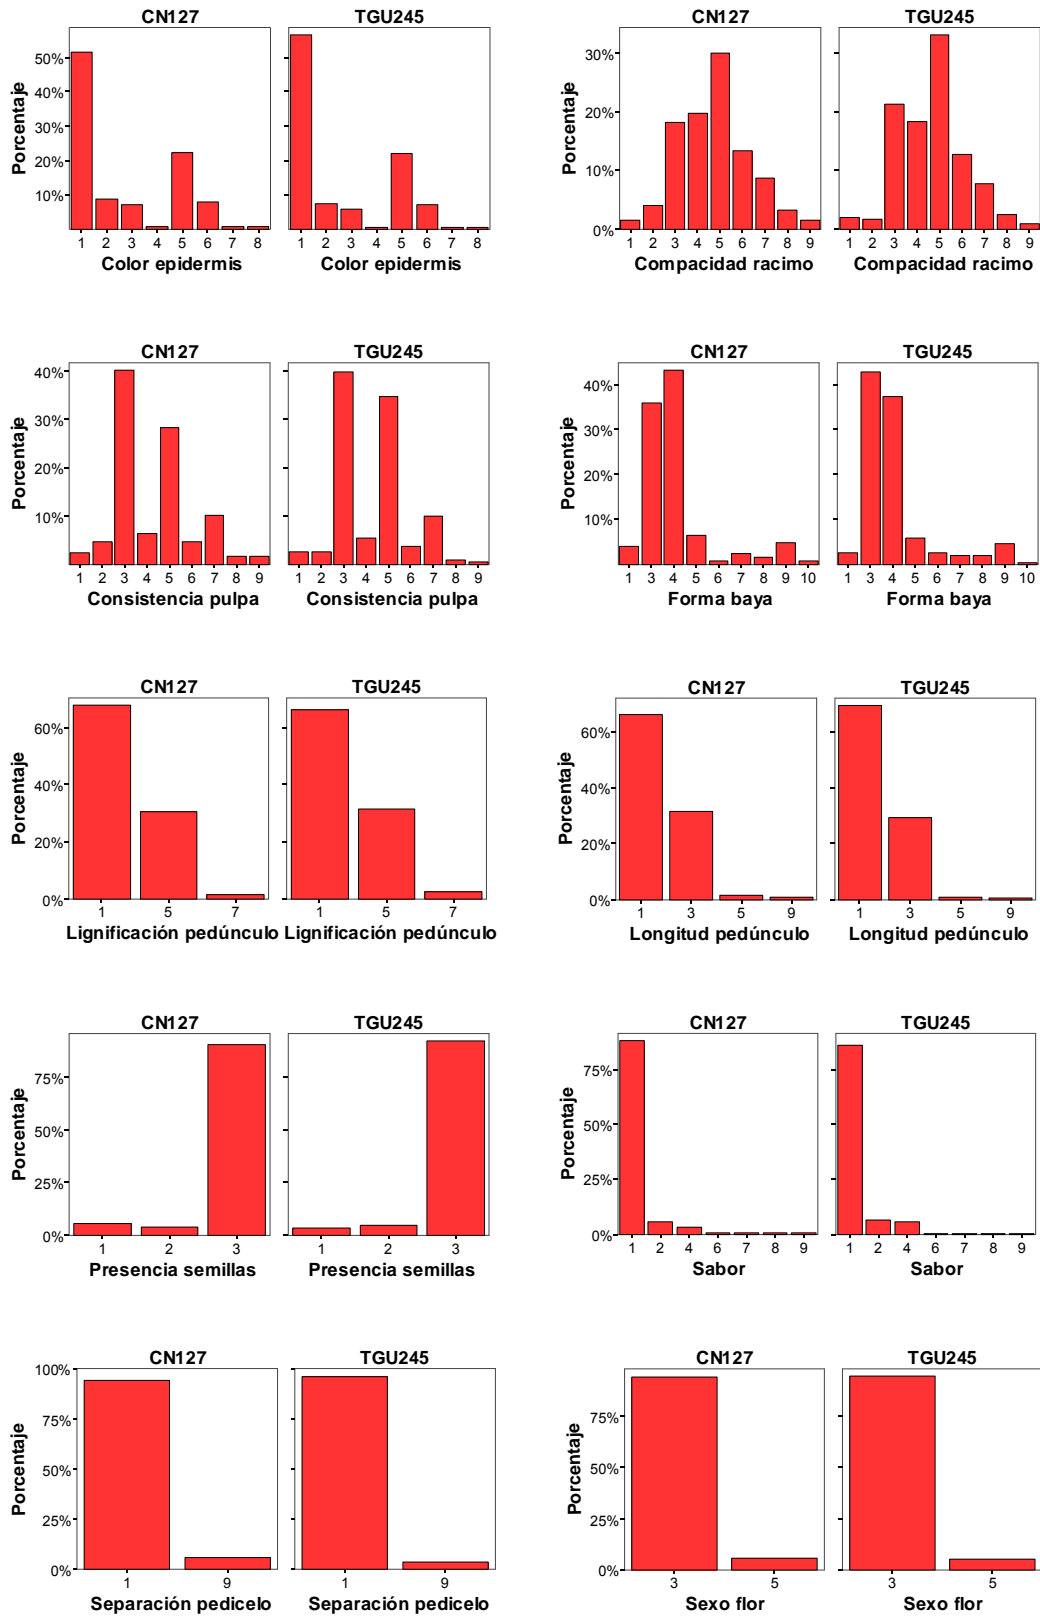 CN127 TGU245 CN127 TGU245
Porcentaje Porcentaje
50% 40% 30% 20% 10% 30% 20% 10% 0%
1 2 3 4 5 6 7 8 1 2 3 4 5 6 7 8 1 2 3 4 5 6 7 8 9 1 2 3 4 5 6 7 8 9
Color epidermis Color epidermis Compacidad racimo Compacidad racimo
CN127 TGU245 CN127 TGU245
Porcentaje Porcentaje
40% 30% 20% 10% 40% 30% 20% 10%
1 2 3 4 5 6 7 8 9 1 2 3 4 5 6 7 8 9 1 3 4 5 6 7 8 9 10 1 3 4 5 6 7 8 9 10
Consistencia pulpa Consistencia pulpa Forma baya Forma baya
CN127 TGU245 CN127 TGU245
Porcentaje Porcentaje
60% 40% 20% 0% 60% 40% 20% 0%
1 5 7 1 5 7 1 3 5 9 1 3 5 9
Lignificación pedúnculo Lignificación pedúnculo Longitud pedúnculo Longitud pedúnculo
CN127 TGU245 CN127 TGU245
Porcentaje Porcentaje
75% 50% 25% 0% 75% 50% 25% 0%
1 2 3 1 2 3 1 2 4 6 7 8 9 1 2 4 6 7 8 9
Presencia semillas Presencia semillas Sabor Sabor
CN127 TGU245 CN127 TGU245
Porcentaje Porcentaje
100% 75% 50% 25% 0% 75% 50% 25% 0%
1 9 1 9 3 5 3 5
Separación pedicelo Separación pedicelo Sexo flor Sexo flor